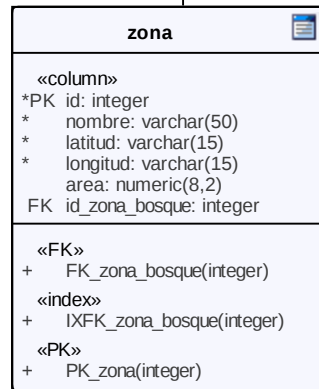 zona
«column»
*PK id: integer
* nombre: varchar(50)
* latitud: varchar(15)
* longitud: varchar(15)
area: numeric(8,2)
FK id_zona_bosque: integer
«FK»
+ FK_zona_bosque(integer)
«index»
+ IXFK_zona_bosque(integer)
«PK»
+ PK_zona(integer)